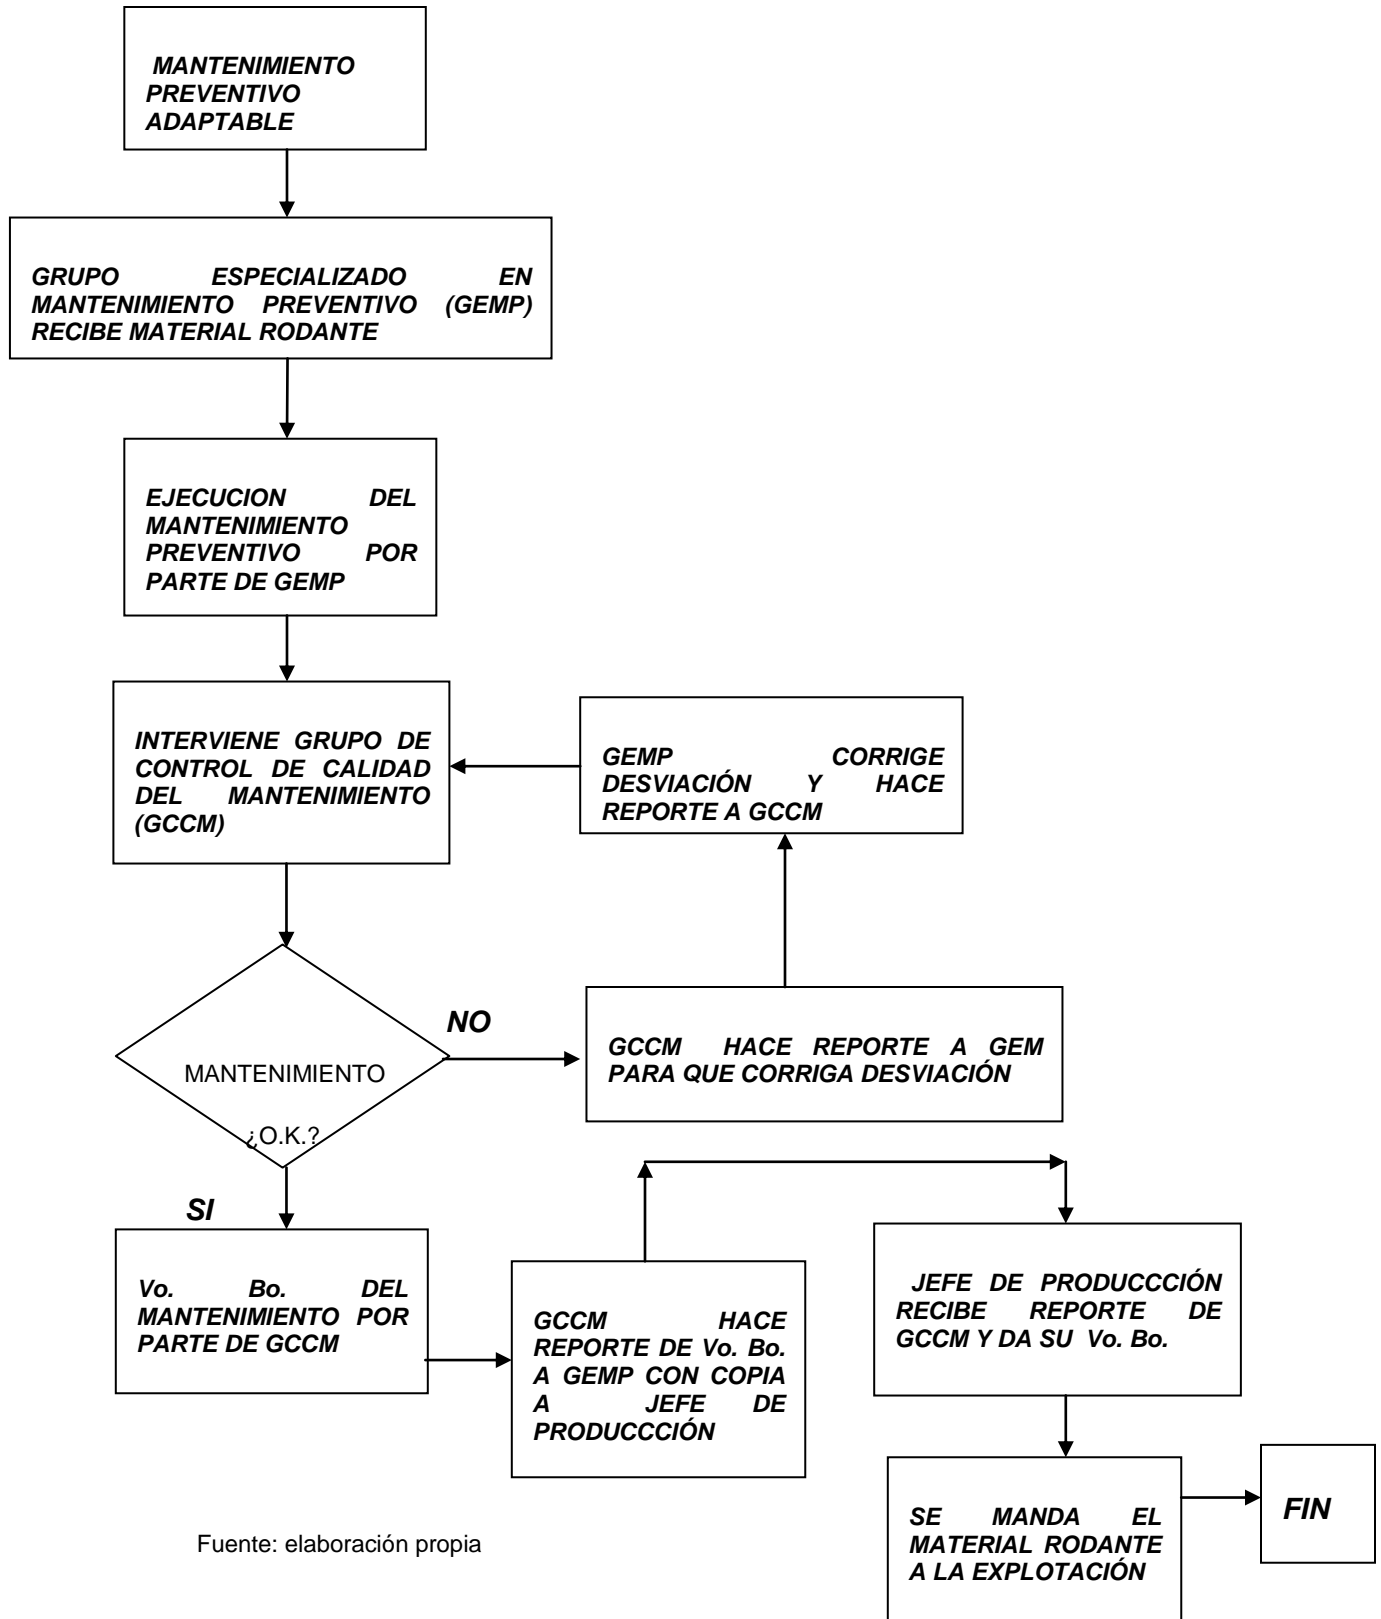 MANTENIMIENTO
PREVENTIVO
ADAPTABLE
GRUPO ESPECIALIZADO EN
MANTENIMIENTO PREVENTIVO (GEMP)
RECIBE MATERIAL RODANTE
EJECUCION DEL
MANTENIMIENTO
PREVENTIVO POR
PARTE DE GEMP
INTERVIENE GRUPO DE
CONTROL DE CALIDAD
DEL MANTENIMIENTO
(GCCM)
GEMP CORRIGE
DESVIACIÓN Y HACE
REPORTE A GCCM
MANTENIMIENTO
¿O.K.?
NO
GCCM HACE REPORTE A GEM
PARA QUE CORRIGA DESVIACIÓN
SI
Vo. Bo. DEL
MANTENIMIENTO POR
PARTE DE GCCM
GCCM HACE
REPORTE DE Vo. Bo.
A GEMP CON COPIA
A JEFE DE
PRODUCCCIÓN
JEFE DE PRODUCCCIÓN
RECIBE REPORTE DE
GCCM Y DA SU Vo. Bo.
SE MANDA EL
MATERIAL RODANTE
A LA EXPLOTACIÓN
FIN
Fuente: elaboración propia